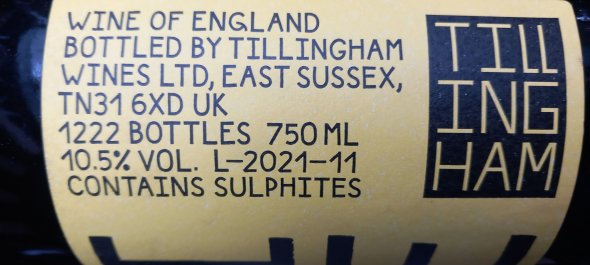 WINE OF ENGLAND
BOTTLED BY TILLINGHAM
WINES LTD, EAST SUSSEX,
TN31 6XD UK
1222 BOTTLES 750 ML
10.5% VOL. L-2021-11
CONTAINS SULPHITES
TILL
ING
HAM